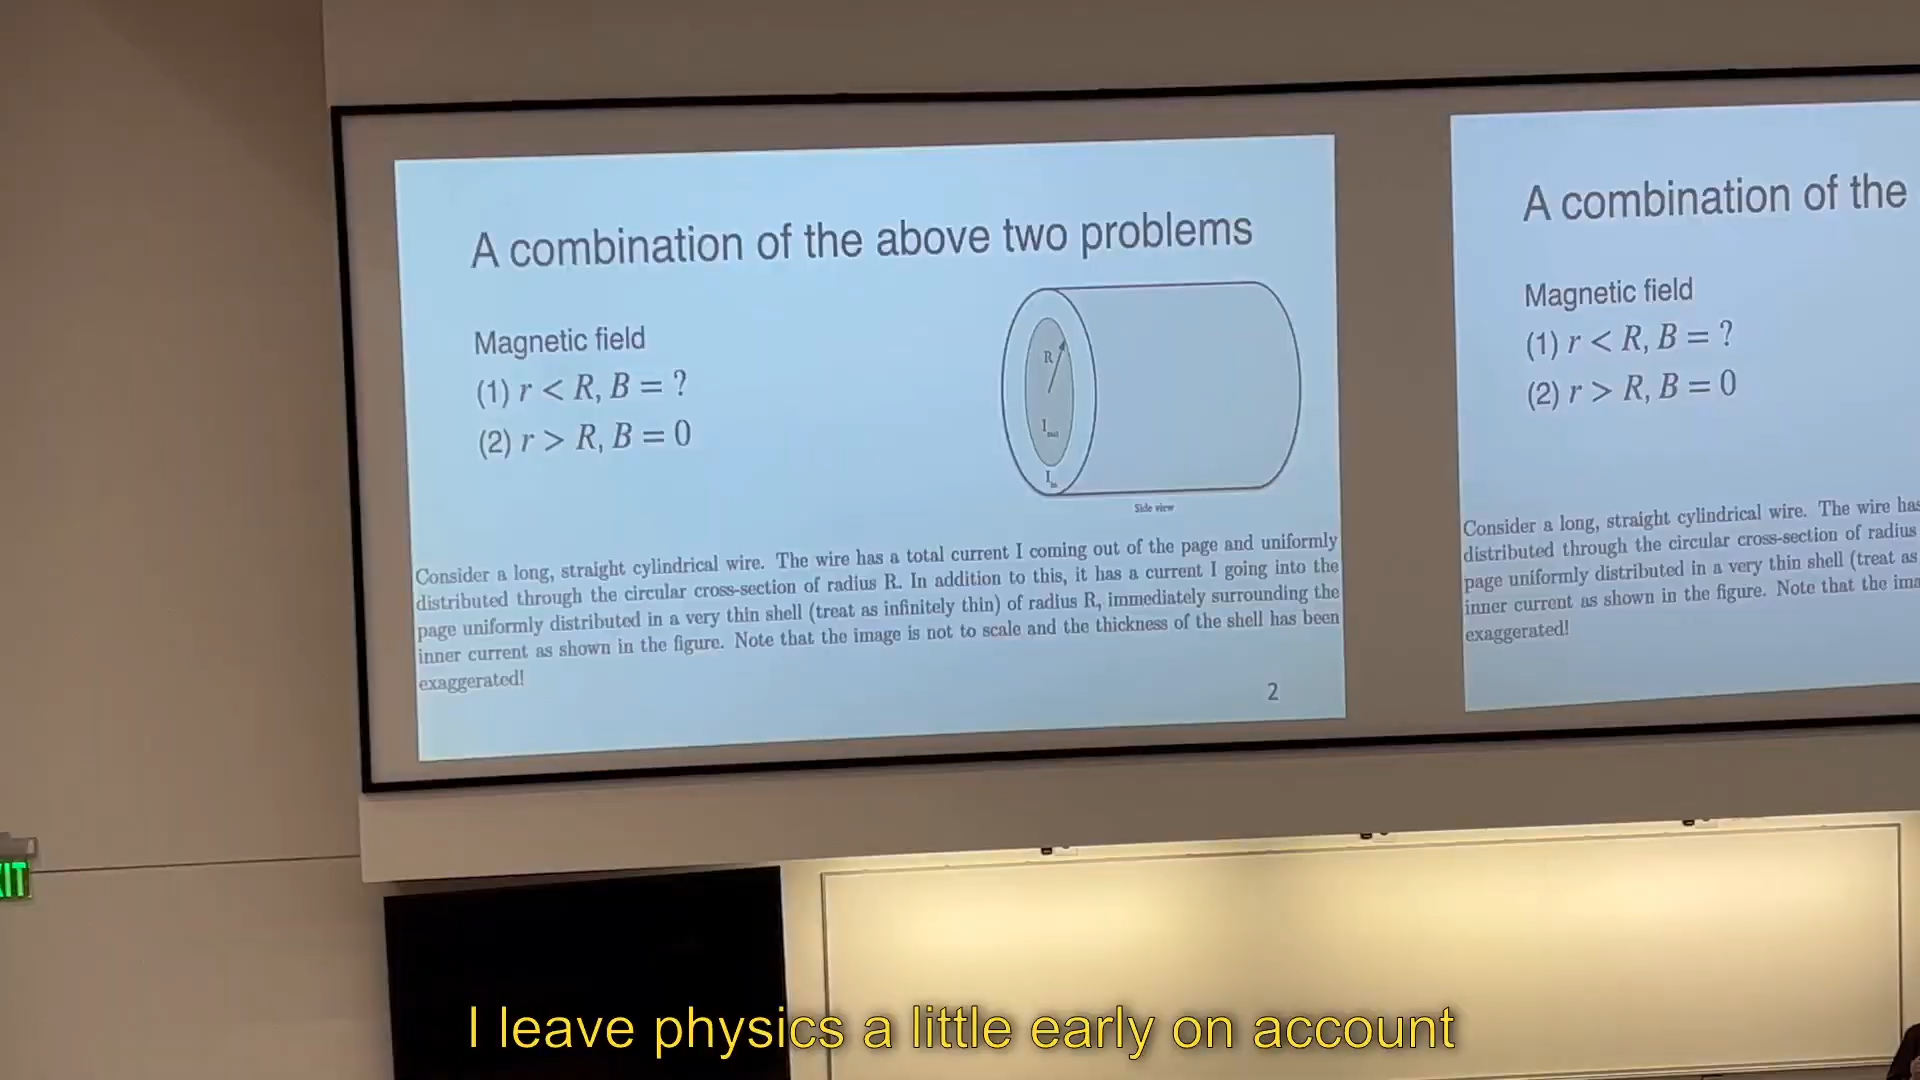 A combination of the above two problems
Magnetic field
(1) r < R, B = ?
(2) r > R, B = 0
R
I out
I in
Side view
Consider a long, straight cylindrical wire. The wire has a total current I coming out of the page and uniformly
distributed through the circular cross-section of radius R. In addition to this, it has a current I going into the
page uniformly distributed in a very thin shell (treat as infinitely thin) of radius R, immediately surrounding the
inner current as shown in the figure. Note that the image is not to scale and the thickness of the shell has been
exaggerated!
2
A combination of the
Magnetic field
(1) r < R, B = ?
(2) r > R, B = 0
Consider a long, straight cylindrical wire. The wire has
distributed through the circular cross-section of radius
page uniformly distributed in a very thin shell (treat as
inner current as shown in the figure. Note that the ima
exaggerated!
XIT
I leave physics a little early on account